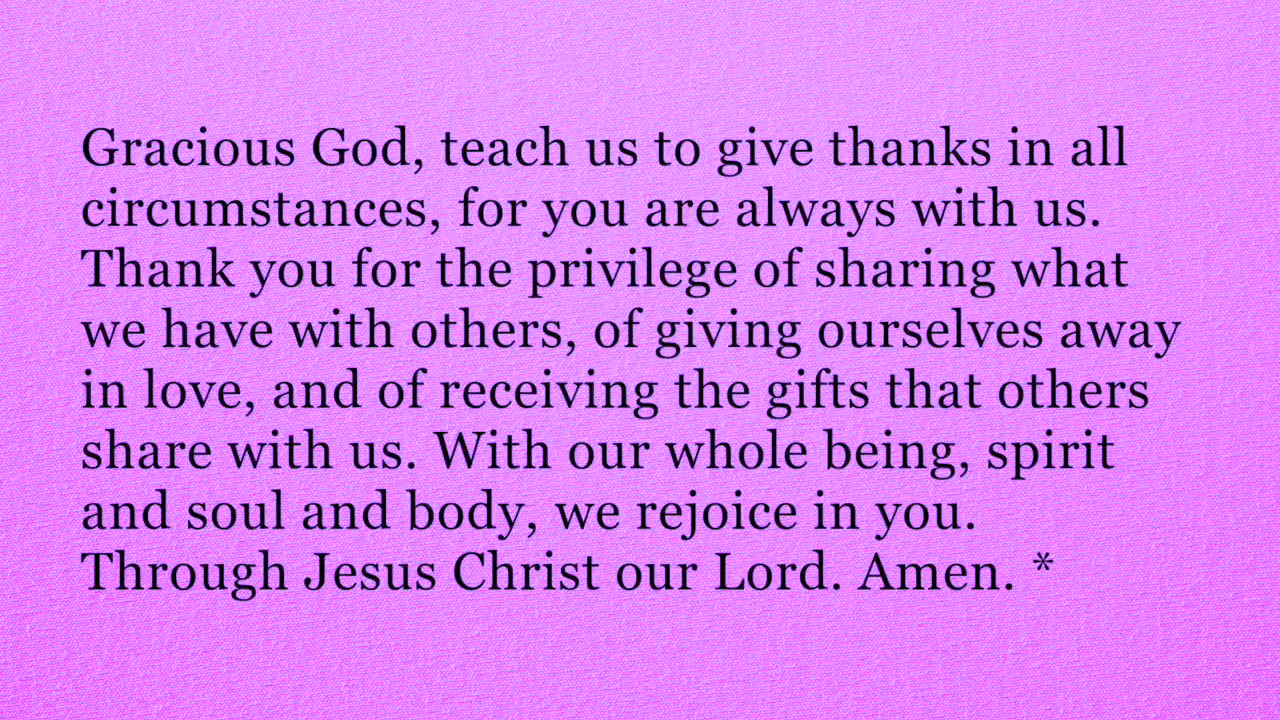 Gracious God, teach us to give thanks in all
circumstances, for you are always with us.
Thank you for the privilege of sharing what
we have with others, of giving ourselves away
in love, and of receiving the gifts that others
share with us. With our whole being, spirit
and soul and body, we rejoice in you.
Through Jesus Christ our Lord. Amen. *